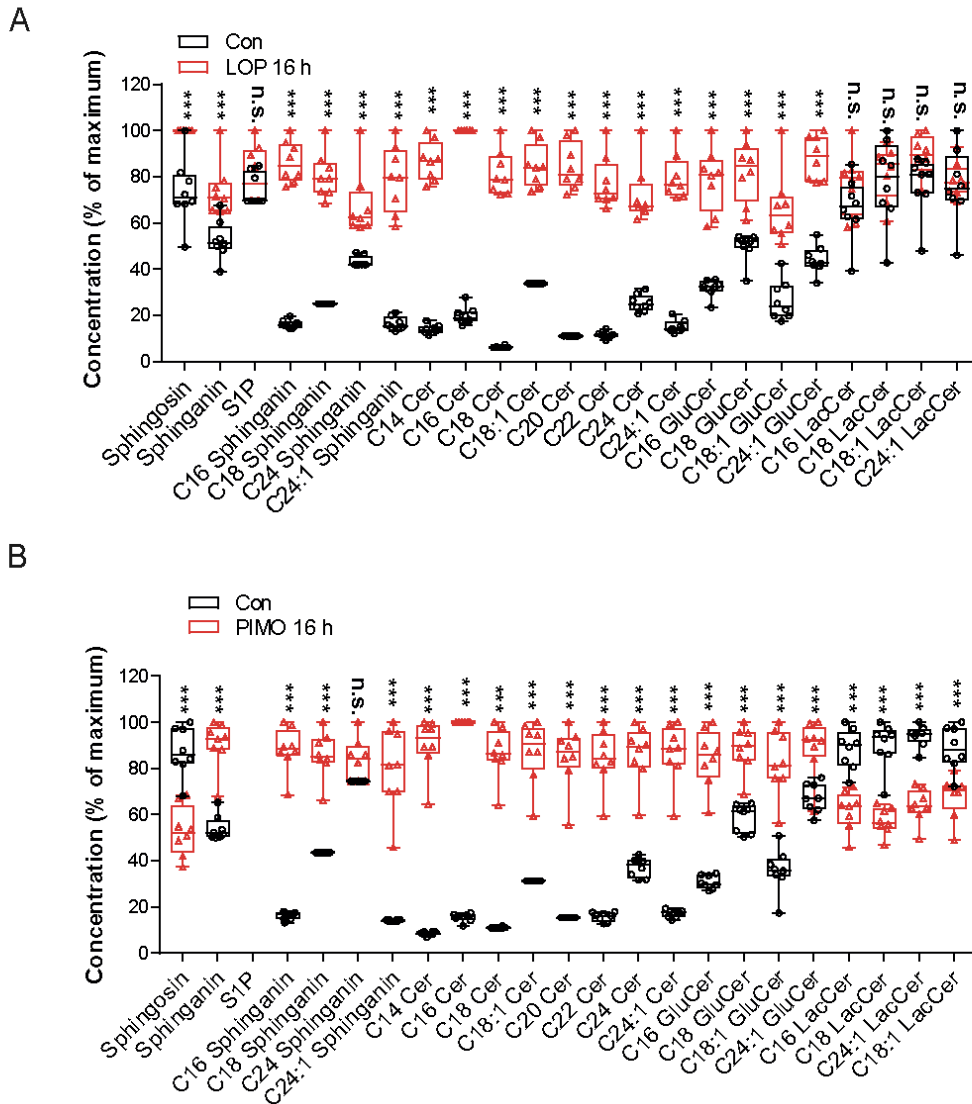 A
Con
LOP 16 h
Concentration (% of maximum)
120
100
80
60
40
20
0
*** *** n.s. *** *** *** *** *** *** *** *** *** *** *** *** *** *** *** *** n.s. n.s. n.s. n.s.
Sphingosin
Sphinganin
S1P
C16 Sphinganin
C18 Sphinganin
C24 Sphinganin
C24:1 Sphinganin
C14 Cer
C16 Cer
C18 Cer
C18:1 Cer
C20 Cer
C22 Cer
C24 Cer
C24:1 Cer
C16 GluCer
C18 GluCer
C18:1 GluCer
C24:1 GluCer
C16 LacCer
C18 LacCer
C18:1 LacCer
C24:1 LacCer
B
Con
PIMO 16 h
Concentration (% of maximum)
120
100
80
60
40
20
0
*** *** *** *** n.s. *** *** *** *** *** *** *** *** *** *** *** *** *** *** *** *** ***
Sphingosin
Sphinganin
S1P
C16 Sphinganin
C18 Sphinganin
C24 Sphinganin
C24:1 Sphinganin
C14 Cer
C16 Cer
C18 Cer
C18:1 Cer
C20 Cer
C22 Cer
C24 Cer
C24:1 Cer
C16 GluCer
C18 GluCer
C18:1 GluCer
C24:1 GluCer
C16 LacCer
C18 LacCer
C24:1 LacCer
C18:1 LacCer